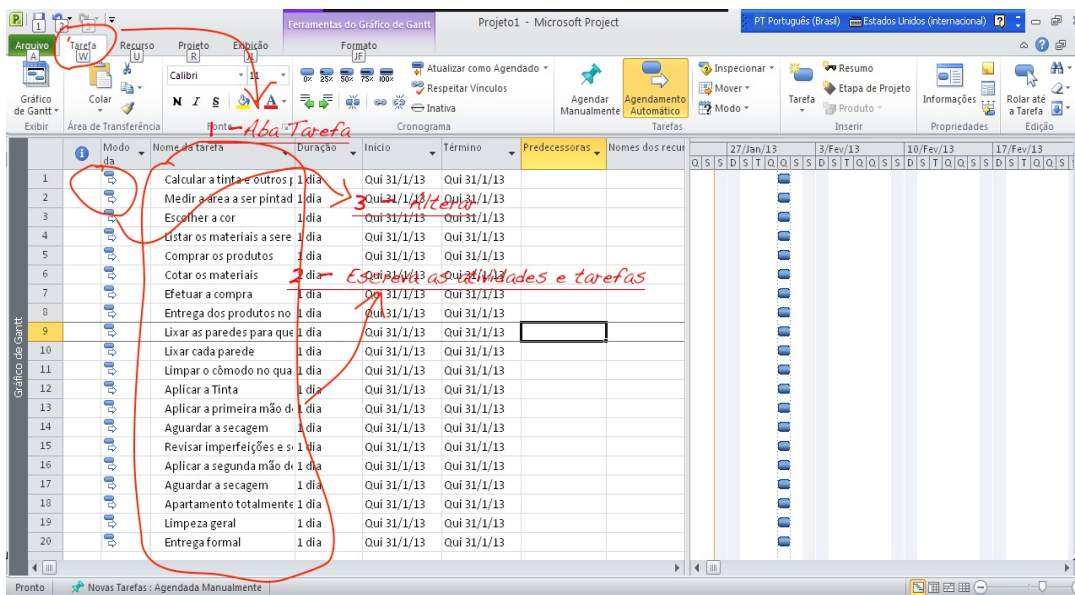 Ferramentas do Gráfico de Gantt
Projeto1 - Microsoft Project
PT Português (Brasil) Estados Unidos (internacional)
1 2 3
Arquivo Tarefa Recurso Projeto Exibição Formato
A W U R JF
Gráfico de Gantt
Colar
Calibri 11
N I S A
0% 25% 50% 75% 100%
Atualizar como Agendado
Respeitar Vínculos
Inativa
Agendar Manualmente
Agendamento Automático
Inspecionar
Mover
Modo
Tarefa
Resumo
Etapa de Projeto
Produto
Informações
Rolar até a Tarefa
Exibir Área de Transferência Fonte Cronograma Tarefas Inserir Propriedades Edição
1 - Aba Tarefa
Modo da Nome da tarefa Duração Início Término Predecessoras Nomes dos recur
27/Jan/13 3/Fev/13 10/Fev/13 17/Fev/13
Q S S D S T Q Q S S D S T Q Q S S D S T Q Q S S D S T Q Q S
1 Calcular a tinta e outros p 1 dia Qui 31/1/13 Qui 31/1/13
2 Medir a área a ser pintad 1 dia Qui 31/1/13 Qui 31/1/13
3 - Alterar
3 Escolher a cor 1 dia Qui 31/1/13 Qui 31/1/13
4 Listar os materiais a sere 1 dia Qui 31/1/13 Qui 31/1/13
5 Comprar os produtos 1 dia Qui 31/1/13 Qui 31/1/13
6 Cotar os materiais 1 dia Qui 31/1/13 Qui 31/1/13
2 - Escreva as atividades e tarefas
7 Efetuar a compra 1 dia Qui 31/1/13 Qui 31/1/13
8 Entrega dos produtos no 1 dia Qui 31/1/13 Qui 31/1/13
9 Lixar as paredes para que 1 dia Qui 31/1/13 Qui 31/1/13
10 Lixar cada parede 1 dia Qui 31/1/13 Qui 31/1/13
11 Limpar o cômodo no qua 1 dia Qui 31/1/13 Qui 31/1/13
12 Aplicar a Tinta 1 dia Qui 31/1/13 Qui 31/1/13
13 Aplicar a primeira mão d 1 dia Qui 31/1/13 Qui 31/1/13
14 Aguardar a secagem 1 dia Qui 31/1/13 Qui 31/1/13
15 Revisar imperfeições e s 1 dia Qui 31/1/13 Qui 31/1/13
16 Aplicar a segunda mão d 1 dia Qui 31/1/13 Qui 31/1/13
17 Aguardar a secagem 1 dia Qui 31/1/13 Qui 31/1/13
18 Apartamento totalmente 1 dia Qui 31/1/13 Qui 31/1/13
19 Limpeza geral 1 dia Qui 31/1/13 Qui 31/1/13
20 Entrega formal 1 dia Qui 31/1/13 Qui 31/1/13
Gráfico de Gantt
Pronto Novas Tarefas : Agendada Manualmente